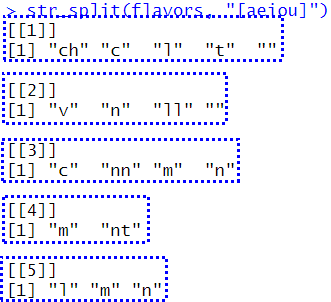 > str_split(flavors, "[aeiou]")
[[1]]
[1] "ch" "c"  "l"  "t"  ""
[[2]]
[1] "v"  "n"  "ll" ""
[[3]]
[1] "c"  "nn" "m"  "n"
[[4]]
[1] "m"  "nt"
[[5]]
[1] "l" "m" "n"